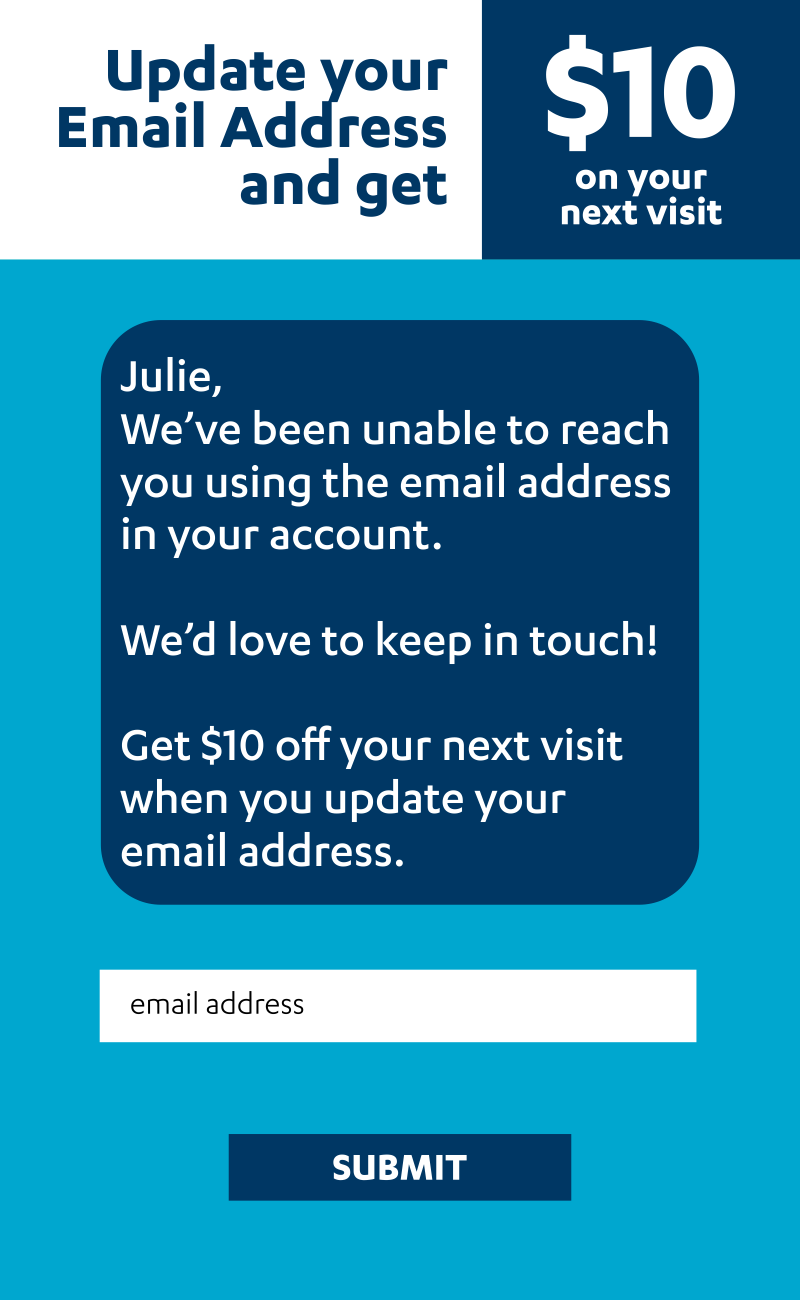 Update your
Email Address
and get
$10
on your
next visit
Julie,
We’ve been unable to reach
you using the email address
in your account.
We’d love to keep in touch!
Get $10 off your next visit
when you update your
email address.
email address
SUBMIT